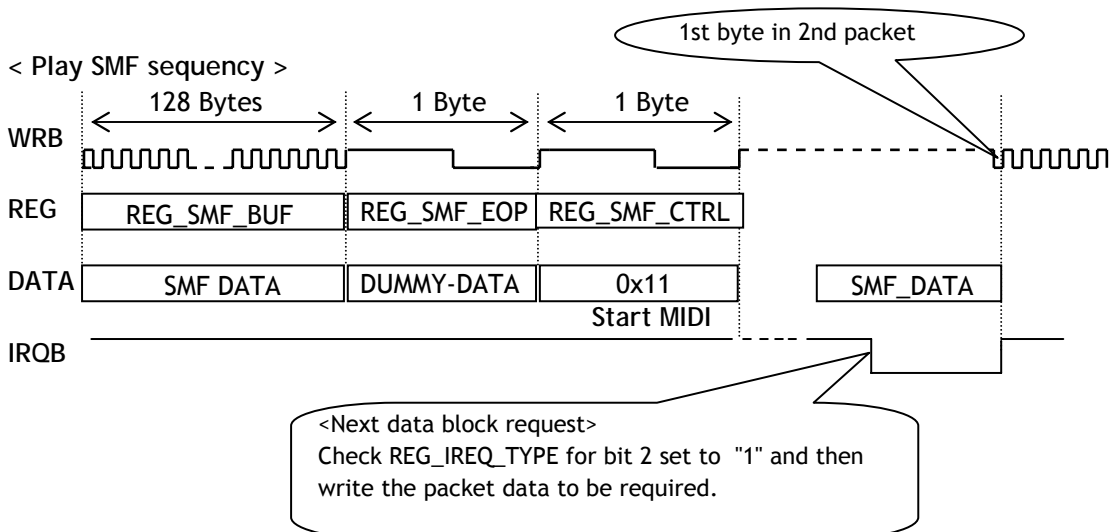 1st byte in 2nd packet
< Play SMF sequency >
128 Bytes 1 Byte 1 Byte
WRB
REG REG_SMF_BUF REG_SMF_EOP REG_SMF_CTRL
DATA SMF DATA DUMMY-DATA 0x11 SMF_DATA
Start MIDI
IRQB
<Next data block request>
Check REG_IREQ_TYPE for bit 2 set to "1" and then
write the packet data to be required.